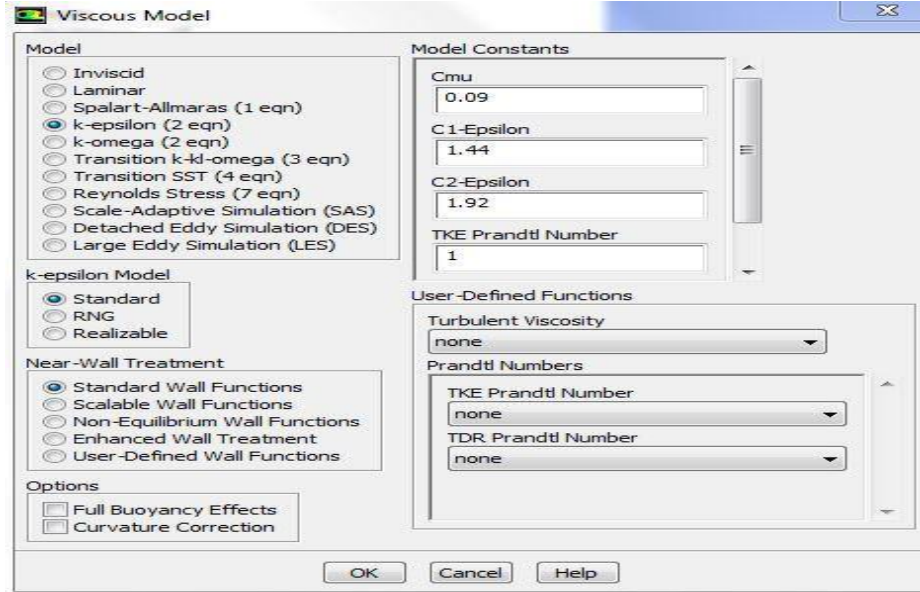 Viscous Model
Model
Inviscid
Laminar
Spalart-Allmaras (1 eqn)
k-epsilon (2 eqn)
k-omega (2 eqn)
Transition k-kl-omega (3 eqn)
Transition SST (4 eqn)
Reynolds Stress (7 eqn)
Scale-Adaptive Simulation (SAS)
Detached Eddy Simulation (DES)
Large Eddy Simulation (LES)
k-epsilon Model
Standard
RNG
Realizable
Near-Wall Treatment
Standard Wall Functions
Scalable Wall Functions
Non-Equilibrium Wall Functions
Enhanced Wall Treatment
User-Defined Wall Functions
Options
Full Buoyancy Effects
Curvature Correction
Model Constants
Cmu
0.09
C1-Epsilon
1.44
C2-Epsilon
1.92
TKE Prandtl Number
1
User-Defined Functions
Turbulent Viscosity
none
Prandtl Numbers
TKE Prandtl Number
none
TDR Prandtl Number
none
OK
Cancel
Help